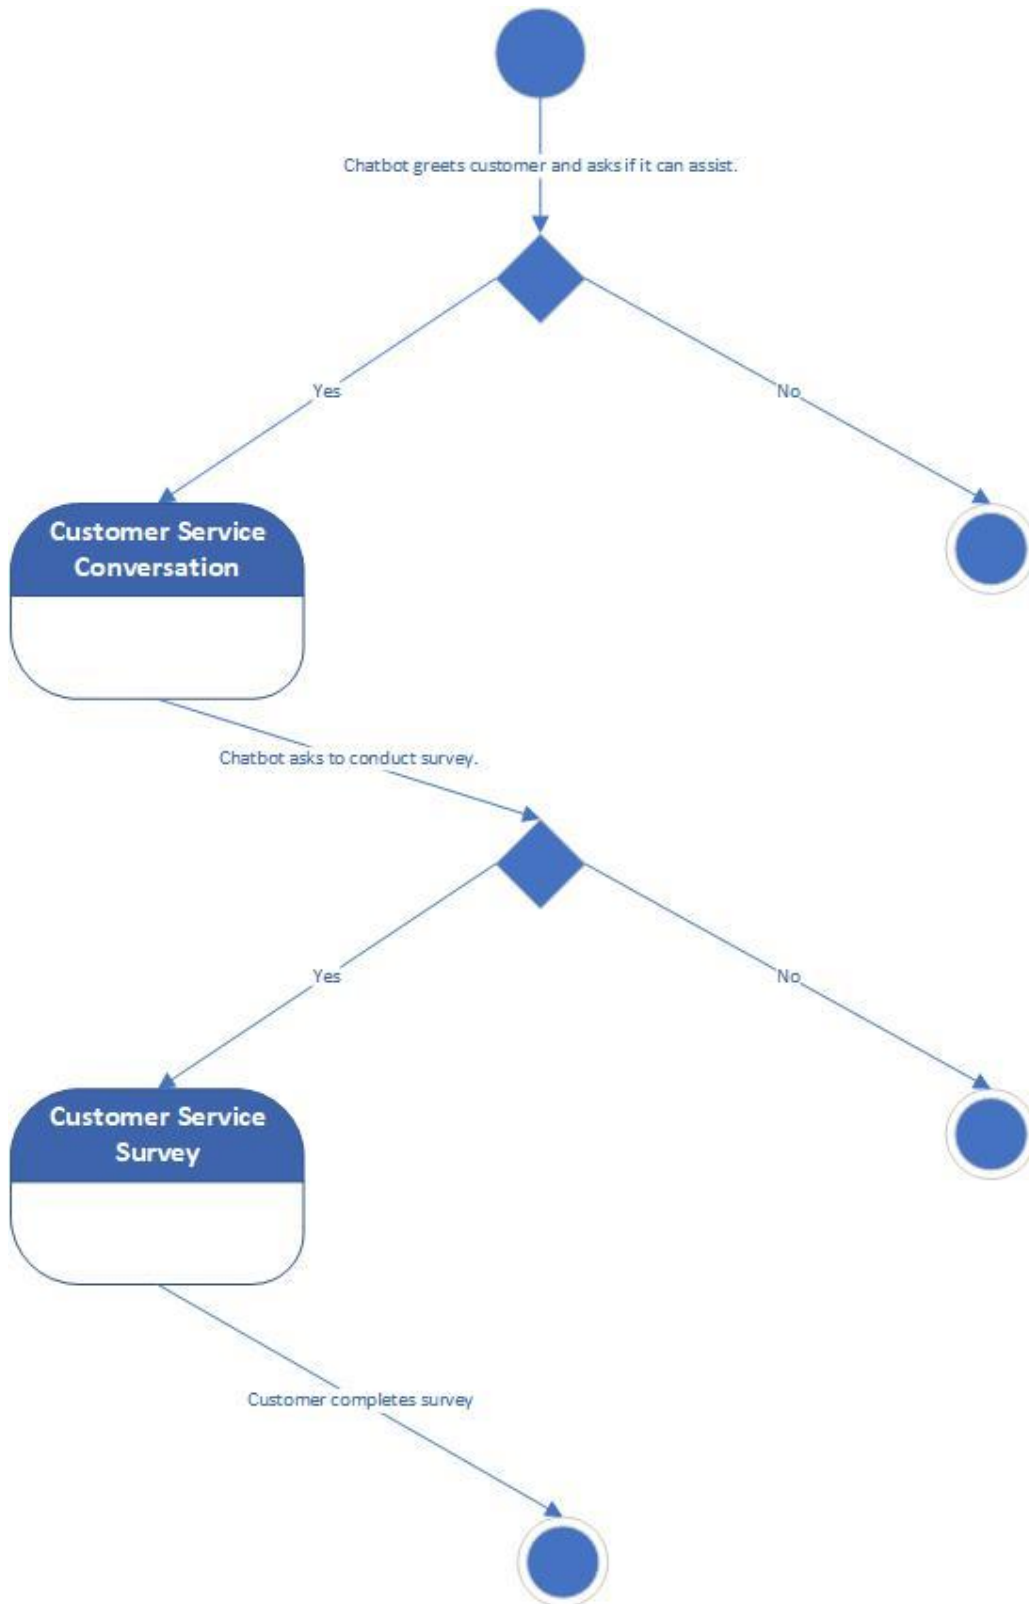 Chatbot greets customer and asks if it can assist.
Yes
No
Customer Service
Conversation
Chatbot asks to conduct survey.
Yes
No
Customer Service
Survey
Customer completes survey